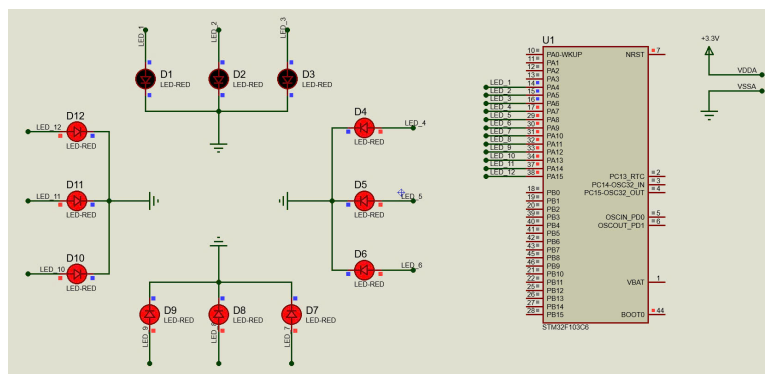 LED_1
LED_2
LED_3
D1
LED-RED
D2
LED-RED
D3
LED-RED
D12
LED_12
LED-RED
D11
LED_11
LED-RED
D10
LED_10
LED-RED
D4
LED_4
LED-RED
D5
LED_5
LED-RED
D6
LED_6
LED-RED
D9
LED-RED
LED_9
D8
LED-RED
D7
LED-RED
LED_7
U1
LED_1 14 PA4
LED_2 15 PA5
LED_3 16 PA6
LED_4 17 PA7
LED_5 29 PA8
LED_6 30 PA9
LED_7 31 PA10
LED_8 32 PA11
LED_9 33 PA12
LED_10 34 PA13
LED_11 37 PA14
LED_12 38 PA15
10 PA0-WKUP
11 PA1
12 PA2
13 PA3
18 PB0
19 PB1
20 PB2
39 PB3
40 PB4
41 PB5
42 PB6
43 PB7
45 PB8
46 PB9
21 PB10
22 PB11
25 PB12
26 PB13
27 PB14
28 PB15
NRST 7
PC13_RTC 2
PC14-OSC32_IN 3
PC15-OSC32_OUT 4
OSCIN_PD0 5
OSCOUT_PD1 6
VBAT 1
BOOT0 44
STM32F103C6
+3.3V
VDDA
VSSA